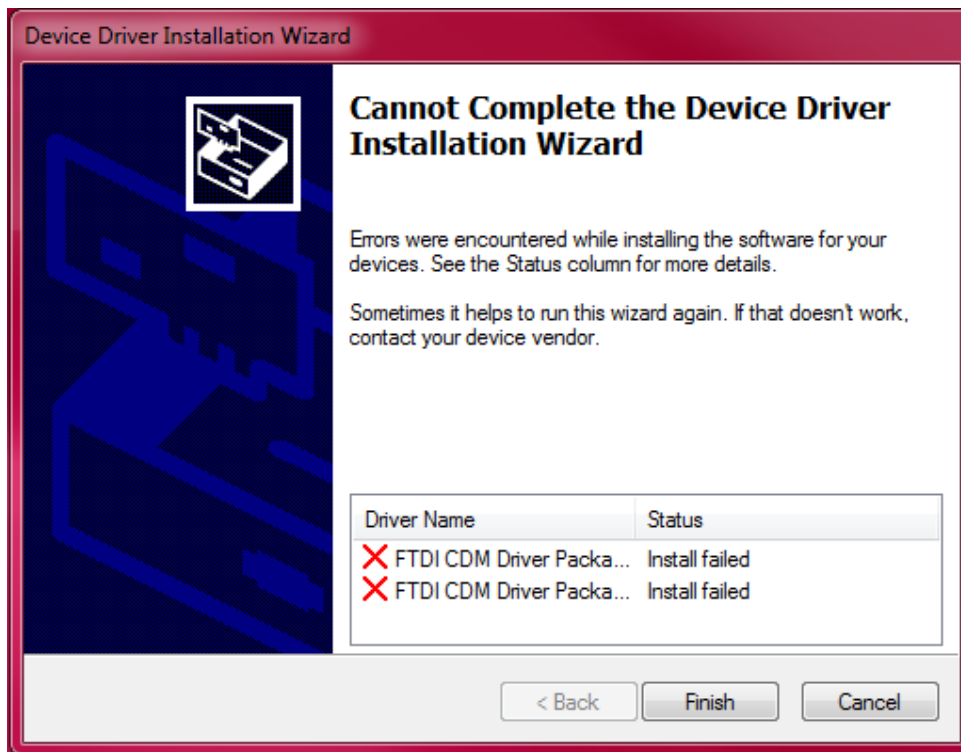 Device Driver Installation Wizard
Cannot Complete the Device Driver
Installation Wizard
Errors were encountered while installing the software for your
devices. See the Status column for more details.
Sometimes it helps to run this wizard again. If that doesn't work,
contact your device vendor.
Driver Name Status
FTDI CDM Driver Packa... Install failed
FTDI CDM Driver Packa... Install failed
< Back Finish Cancel